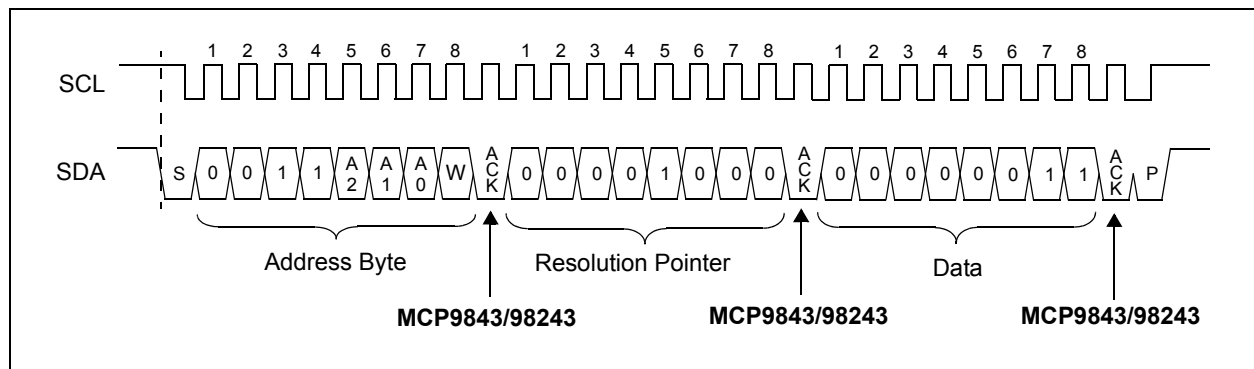 1 2 3 4 5 6 7 8 1 2 3 4 5 6 7 8 1 2 3 4 5 6 7 8
SCL
SDA S 0 0 1 1 A2 A1 A0 W ACK 0 0 0 0 1 0 0 0 ACK 0 0 0 0 0 0 1 1 ACK P
Address Byte Resolution Pointer Data
MCP9843/98243 MCP9843/98243 MCP9843/98243